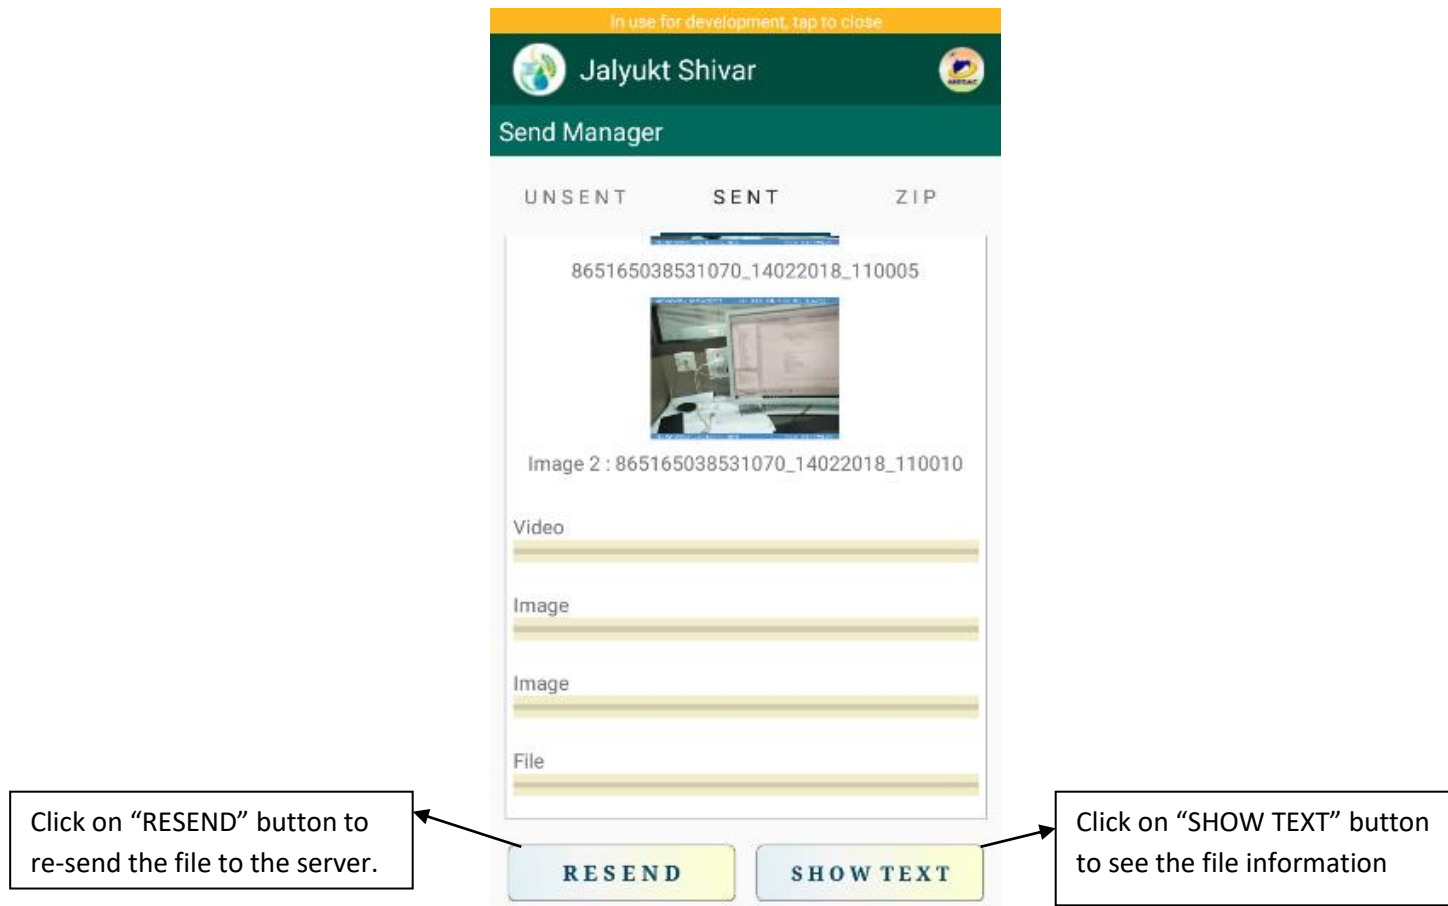 In use for development, tap to close
Jalyukt Shivar
MRSAC
Send Manager
UNSENT SENT ZIP
865165038531070_14022018_110005
Image 2 : 865165038531070_14022018_110010
Video
Image
Image
File
Click on “RESEND” button to
re-send the file to the server.
RESEND
SHOW TEXT
Click on “SHOW TEXT” button
to see the file information